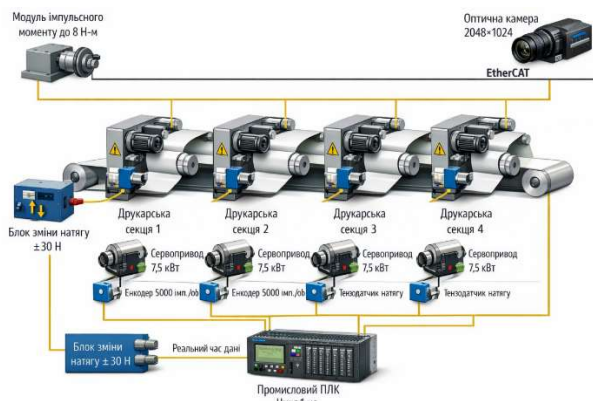 Модуль імпульсного
моменту до 8 Н-м
Оптична камера
2048×1024
EtherCAT
Друкарська
секція 1
Друкарська
секція 2
Друкарська
секція 3
Друкарська
секція 4
Блок зміни натягу
±30 Н
Сервопривод
7,5 кВт
Сервопривод
7,5 кВт
Сервопривод
7,5 кВт
Сервопривод
7,5 кВт
Енкодер 5000 імп./об
Енкодер 5000 імп./об
Тензодатчик натягу
Тензодатчик натягу
Блок зміни
натягу ± 30 Н
Реальний час дані
Промисловий ПЛК